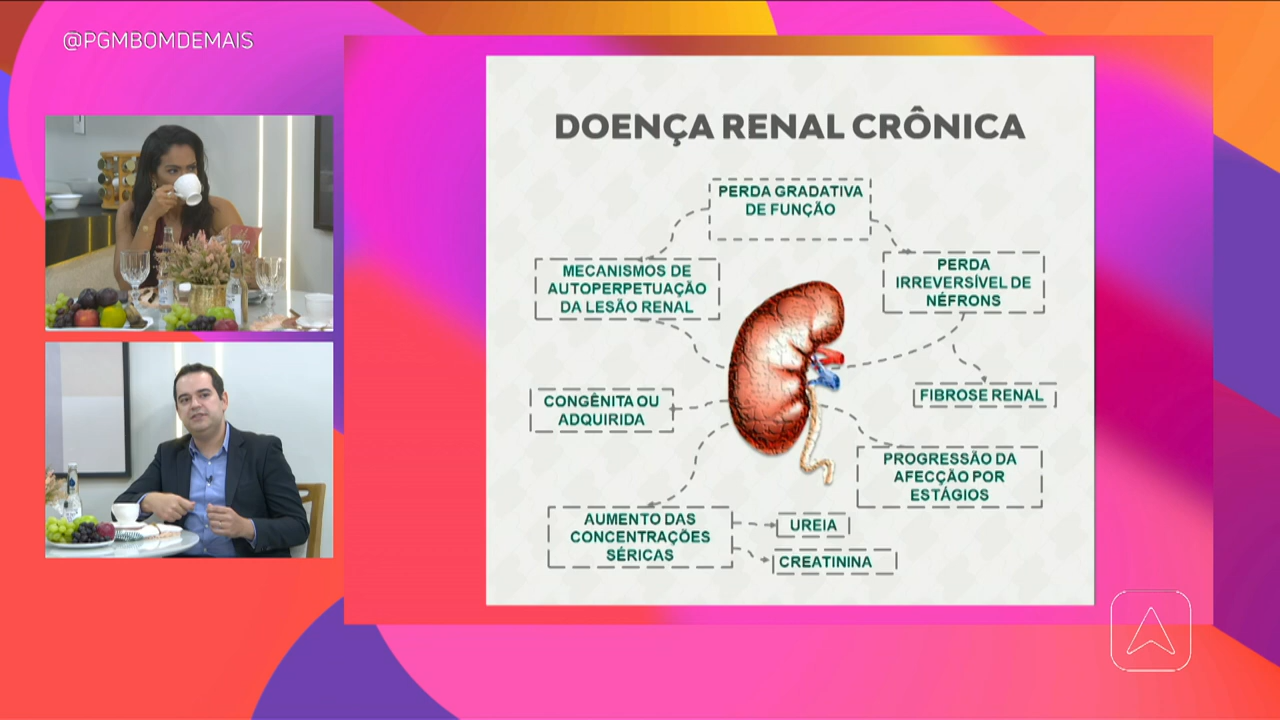 @PGMBOMDEMAIS
DOENÇA RENAL CRÔNICA
PERDA GRADATIVA
DE FUNÇÃO
MECANISMOS DE
AUTOPERPETUAÇÃO
DA LESÃO RENAL
PERDA
IRREVERSÍVEL DE
NÉFRONS
CONGÊNITA OU
ADQUIRIDA
FIBROSE RENAL
PROGRESSÃO DA
AFECÇÃO POR
ESTÁGIOS
AUMENTO DAS
CONCENTRAÇÕES
SÉRICAS
UREIA
CREATININA